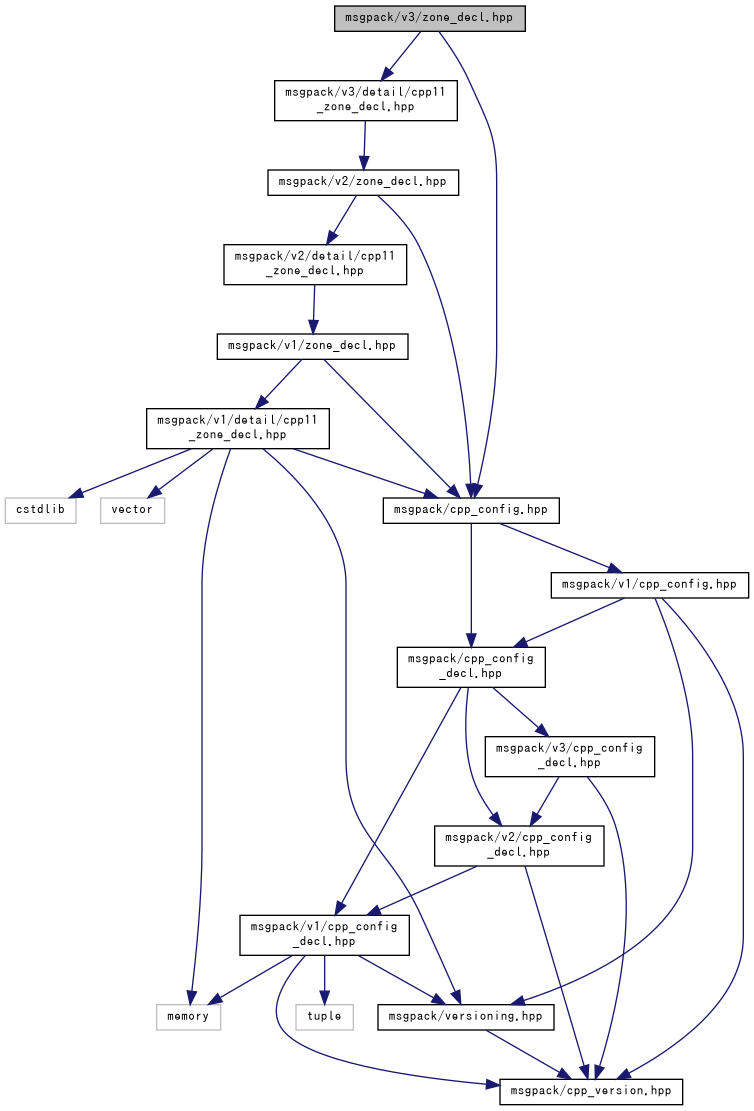 msgpack/v3/zone_decl.hpp
msgpack/v3/detail/cpp11
_zone_decl.hpp
msgpack/v2/zone_decl.hpp
msgpack/v2/detail/cpp11
_zone_decl.hpp
msgpack/v1/zone_decl.hpp
msgpack/v1/detail/cpp11
_zone_decl.hpp
cstdlib
vector
msgpack/cpp_config.hpp
msgpack/v1/cpp_config.hpp
msgpack/cpp_config
_decl.hpp
msgpack/v3/cpp_config
_decl.hpp
msgpack/v2/cpp_config
_decl.hpp
msgpack/v1/cpp_config
_decl.hpp
memory
tuple
msgpack/versioning.hpp
msgpack/cpp_version.hpp